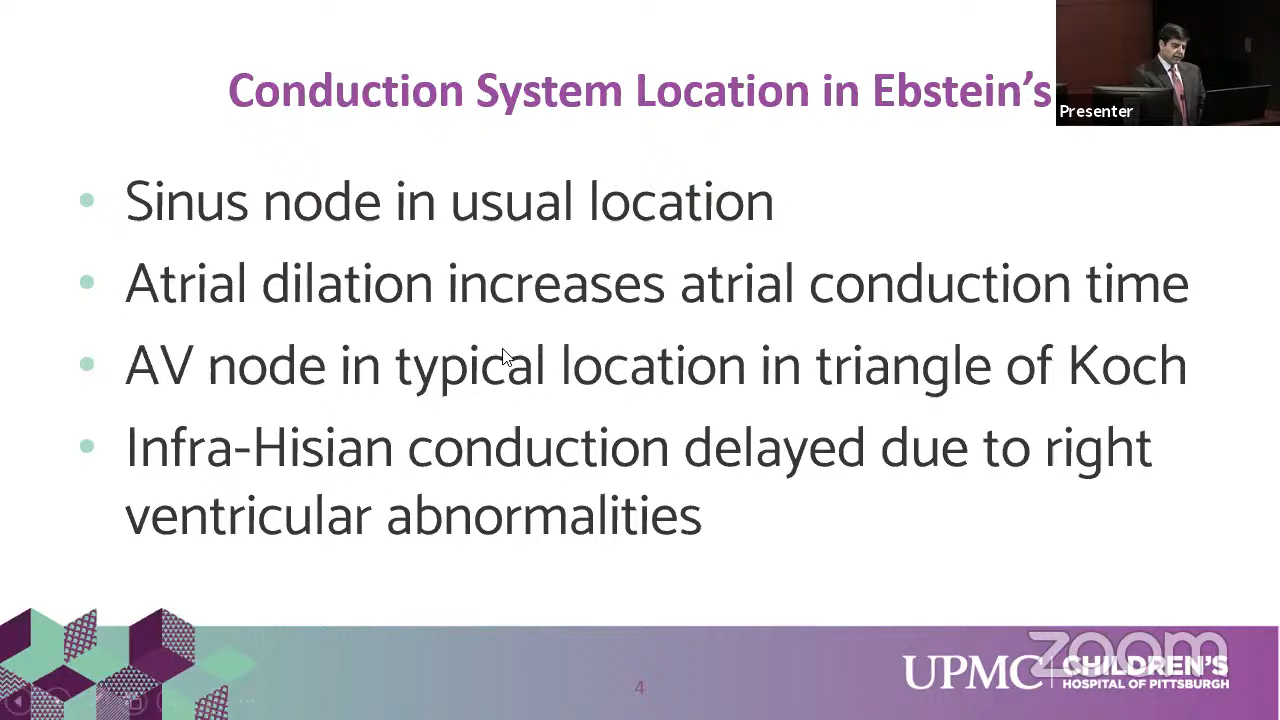 Conduction System Location in Ebstein’s
Presenter
• Sinus node in usual location
• Atrial dilation increases atrial conduction time
• AV node in typical location in triangle of Koch
• Infra-Hisian conduction delayed due to right
ventricular abnormalities
4
zoom
UPMC CHILDREN'S
HOSPITAL OF PITTSBURGH